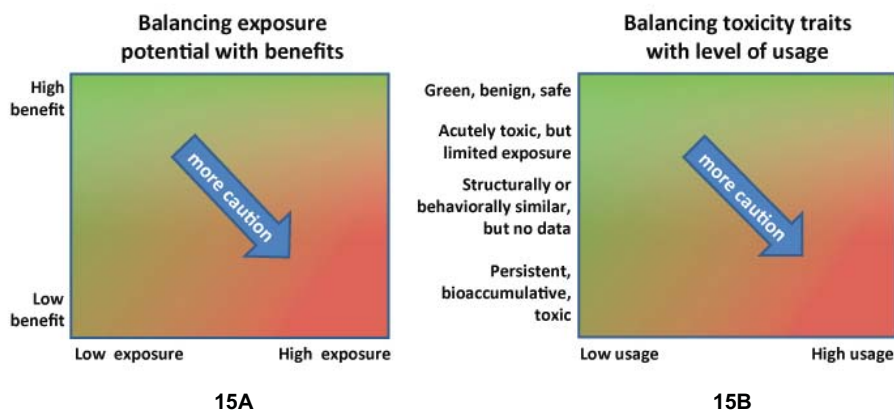 Balancing exposure
potential with benefits
High
benefit
more caution
Low
benefit
Low exposure
High exposure
15A
Balancing toxicity traits
with level of usage
Green, benign, safe
Acutely toxic, but
limited exposure
Structurally or
behaviorally similar,
but no data
Persistent,
bioaccumulative,
toxic
more caution
Low usage
High usage
15B